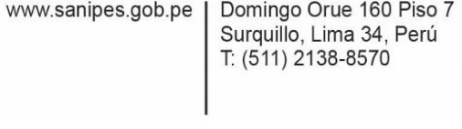 www.sanipes.gob.pe
Domingo Orue 160 Piso 7
Surquillo, Lima 34, Perú
T: (511) 2138-8570